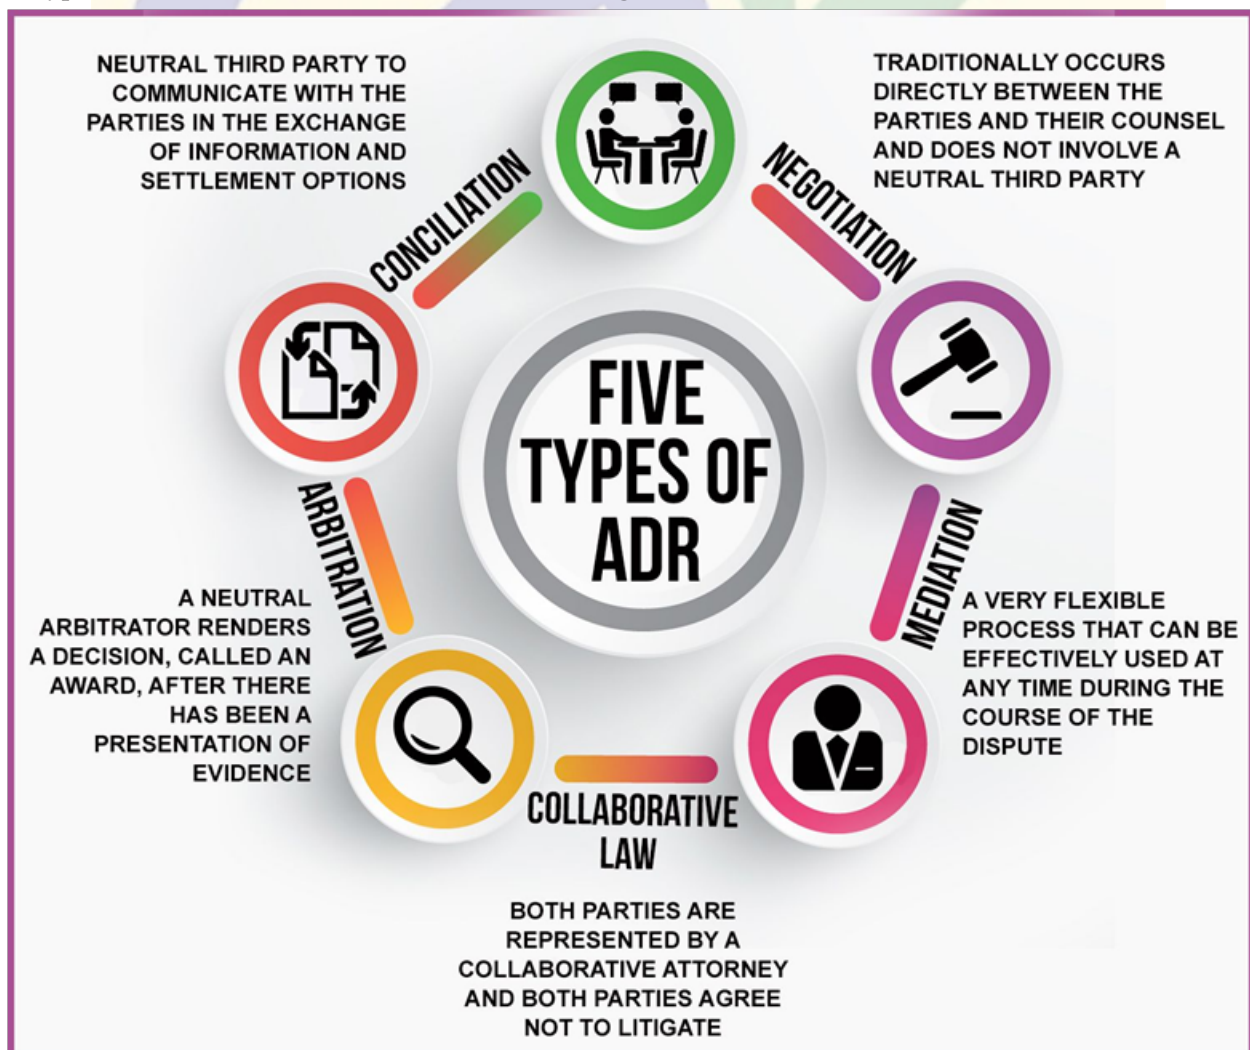 FIVE
TYPES OF
ADR
NEUTRAL THIRD PARTY TO
COMMUNICATE WITH THE
PARTIES IN THE EXCHANGE
OF INFORMATION AND
SETTLEMENT OPTIONS
CONCILIATION
NEGOTIATION
TRADITIONALLY OCCURS
DIRECTLY BETWEEN THE
PARTIES AND THEIR COUNSEL
AND DOES NOT INVOLVE A
NEUTRAL THIRD PARTY
ARBITRATION
A NEUTRAL
ARBITRATOR RENDERS
A DECISION, CALLED AN
AWARD, AFTER THERE
HAS BEEN A
PRESENTATION OF
EVIDENCE
MEDIATION
A VERY FLEXIBLE
PROCESS THAT CAN BE
EFFECTIVELY USED AT
ANY TIME DURING THE
COURSE OF THE
DISPUTE
COLLABORATIVE
LAW
BOTH PARTIES ARE
REPRESENTED BY A
COLLABORATIVE ATTORNEY
AND BOTH PARTIES AGREE
NOT TO LITIGATE